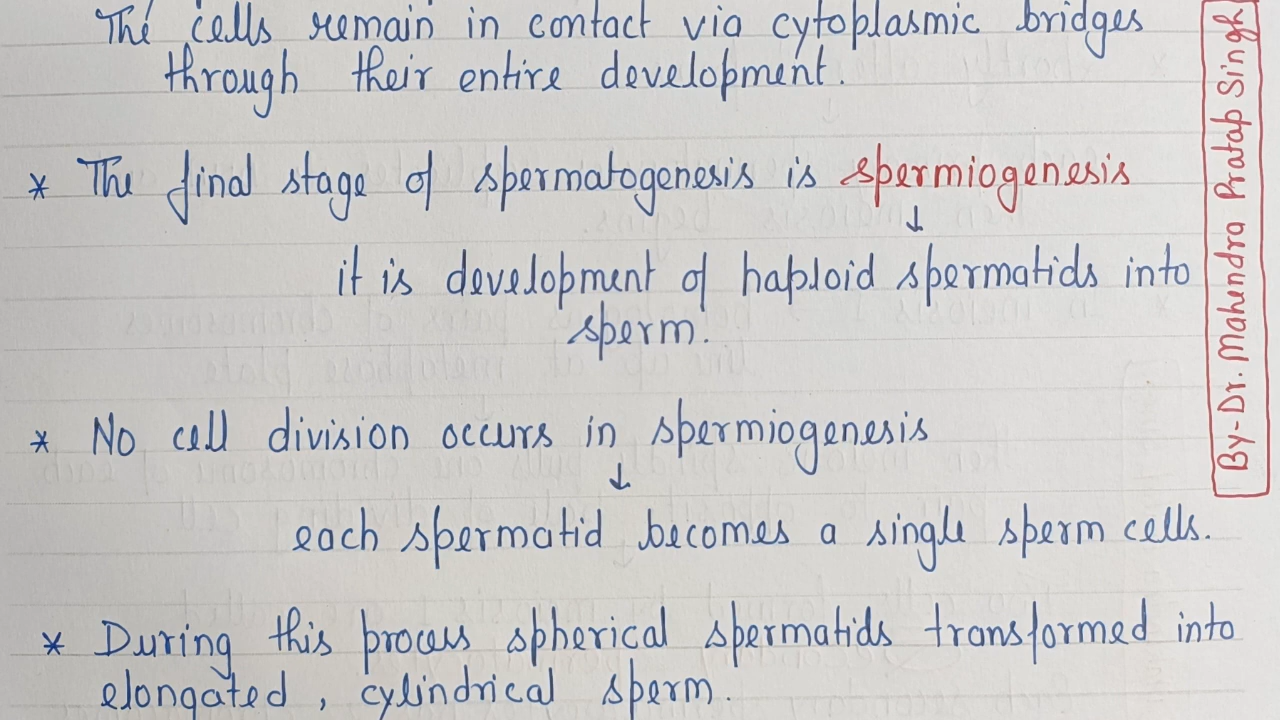 The cells remain in contact via cytoplasmic bridges
through their entire development.
* The final stage of spermatogenesis is spermiogenesis
↓
it is development of haploid spermatids into
sperm.
* No cell division occurs in spermiogenesis
↓
each spermatid becomes a single sperm cells.
* During this process spherical spermatids transformed into
elongated, cylindrical sperm.
By-Dr. Mahendra Pratap Singh